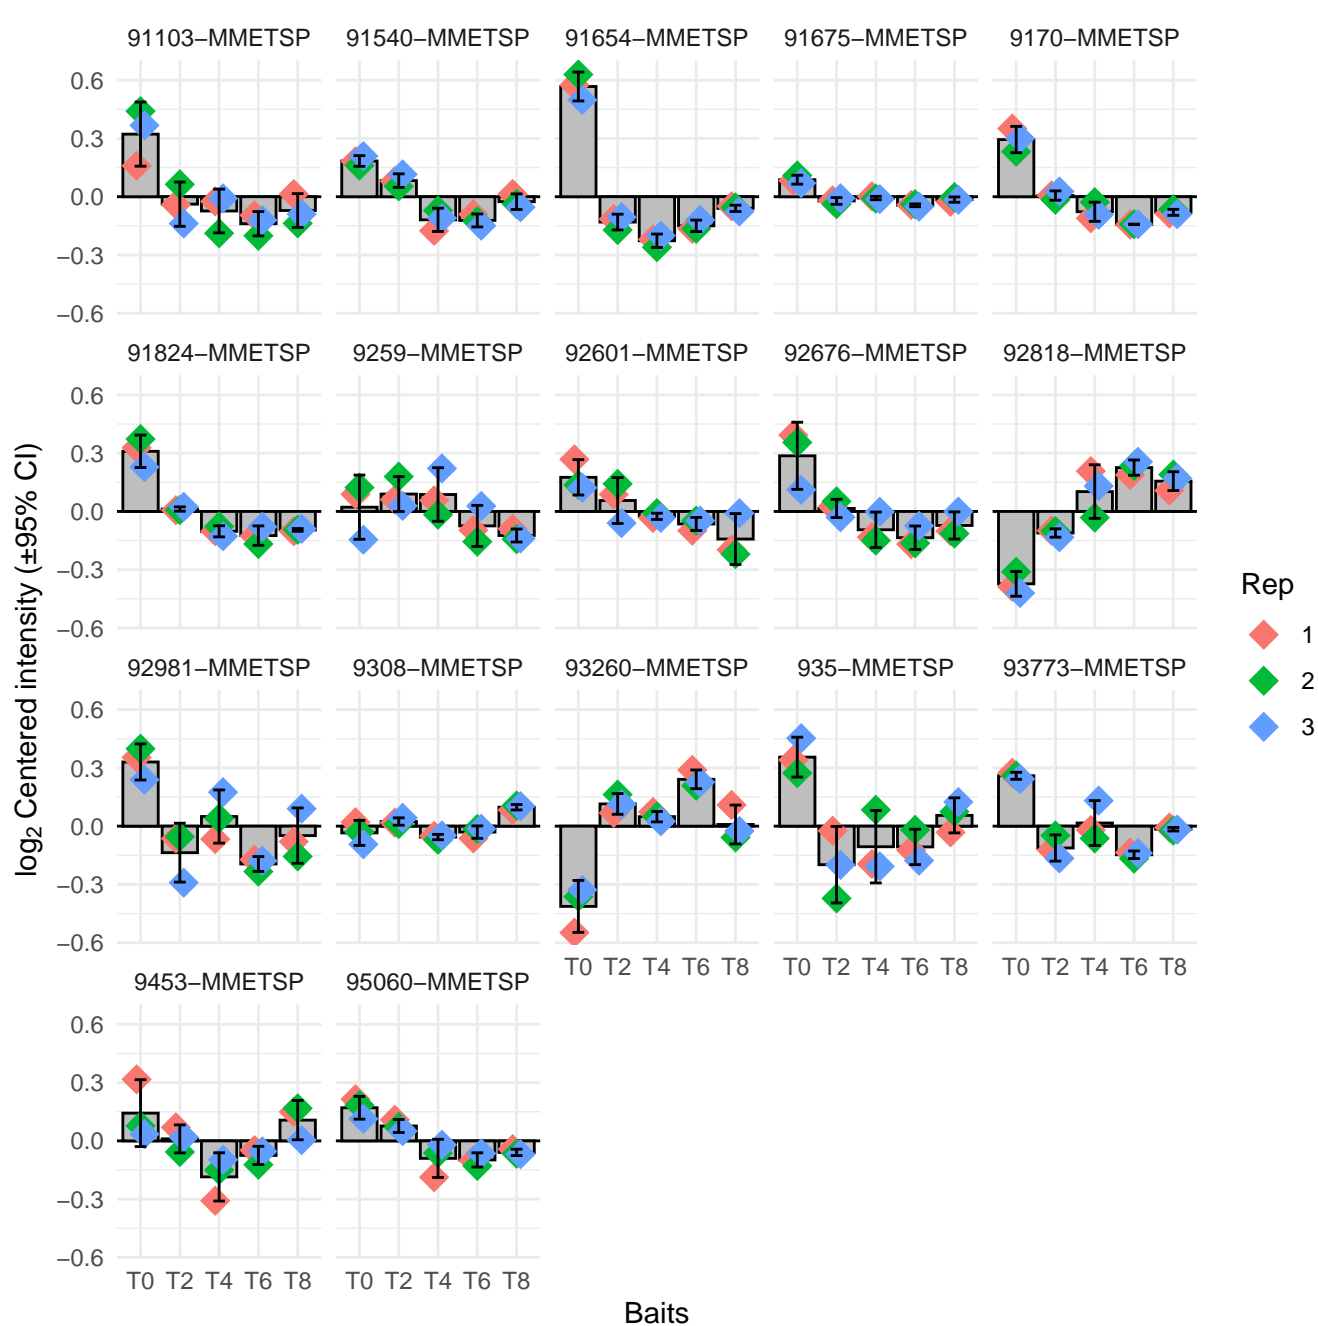 91103−MMETSP 91540−MMETSP 91654−MMETSP 91675−MMETSP 9170−MMETSP
0.6
0.3
0.0
−0.3
−0.6
91824−MMETSP 9259−MMETSP 92601−MMETSP 92676−MMETSP 92818−MMETSP
0.6
0.3
0.0
−0.3
−0.6
92981−MMETSP 9308−MMETSP 93260−MMETSP 935−MMETSP 93773−MMETSP
0.6
0.3
0.0
−0.3
−0.6
T0 T2 T4 T6 T8 T0 T2 T4 T6 T8 T0 T2 T4 T6 T8
9453−MMETSP 95060−MMETSP
0.6
0.3
0.0
−0.3
−0.6
T0 T2 T4 T6 T8 T0 T2 T4 T6 T8
Baits
log2 Centered intensity (±95% CI)
Rep
1
2
3